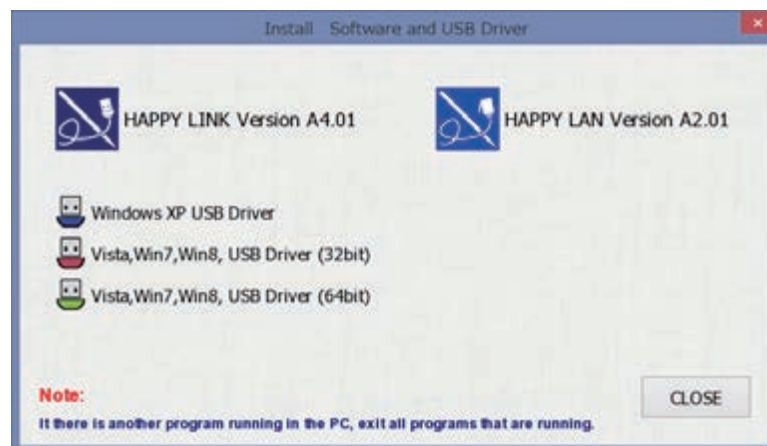 Install Software and USB Driver
HAPPY LINK Version A4.01
HAPPY LAN Version A2.01
Windows XP USB Driver
Vista,Win7,Win8, USB Driver (32bit)
Vista,Win7,Win8, USB Driver (64bit)
Note:
CLOSE
It there is another program running in the PC, exit all programs that are running.